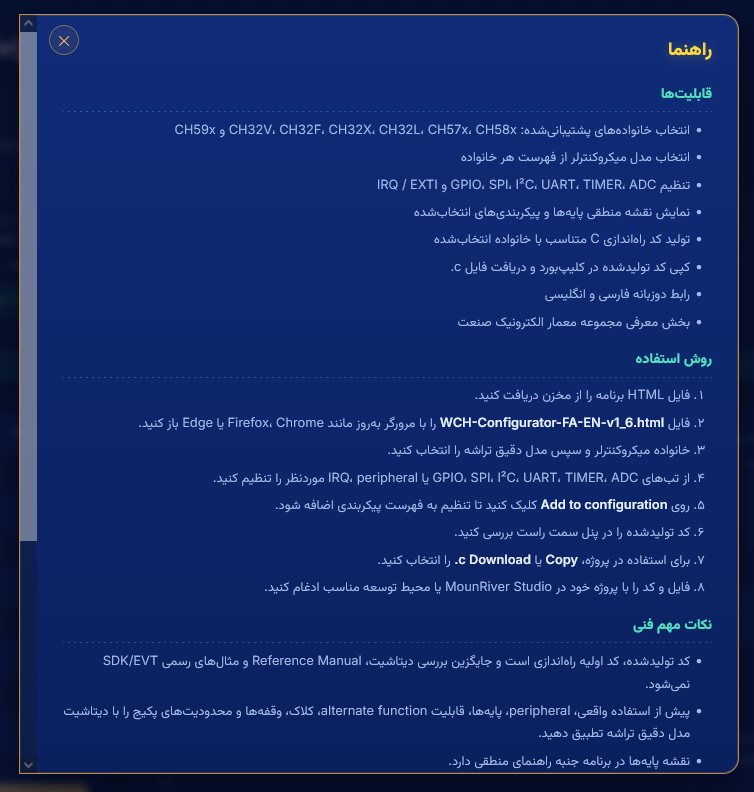 راهنما
قابلیت‌ها
• انتخاب خانواده‌های پشتیبانی‌شده: CH32V، CH32F، CH32X، CH32L، CH57x، CH58x و CH59x
• انتخاب مدل میکروکنترلر از فهرست هر خانواده
• تنظیم GPIO، SPI، I²C، UART، TIMER، ADC و IRQ / EXTI
• نمایش نقشه منطقی پایه‌ها و پیکربندی‌های انتخاب‌شده
• تولید کد راه‌اندازی C متناسب با خانواده انتخاب‌شده
• کپی کد تولیدشده در کلیپ‌بورد و دریافت فایل .c
• رابط دوزبانه فارسی و انگلیسی
• بخش معرفی مجموعه معمار الکترونیک صنعت
روش استفاده
۱. فایل HTML برنامه را از مخزن دریافت کنید.
۲. فایل WCH-Configurator-FA-EN-v1_6.html را با مرورگر به‌روز مانند Firefox، Chrome یا Edge باز کنید.
۳. خانواده میکروکنترلر و سپس مدل دقیق تراشه را انتخاب کنید.
۴. از تب‌های GPIO، SPI، I²C، UART، TIMER، ADC یا IRQ، peripheral موردنظر را تنظیم کنید.
۵. روی Add to configuration کلیک کنید تا تنظیم به فهرست پیکربندی اضافه شود.
۶. کد تولیدشده را در پنل سمت راست بررسی کنید.
۷. برای استفاده در پروژه، Copy یا Download .c را انتخاب کنید.
۸. فایل و کد را با پروژه خود در MounRiver Studio یا محیط توسعه مناسب ادغام کنید.
نکات مهم فنی
• کد تولیدشده، کد اولیه راه‌اندازی است و جایگزین بررسی دیتاشیت، Reference Manual و مثال‌های رسمی SDK/EVT
نمی‌شود.
• پیش از استفاده واقعی، peripheral، پایه‌ها، قابلیت alternate function، کلاک، وقفه‌ها و محدودیت‌های پکیج را با دیتاشیت
مدل دقیق تراشه تطبیق دهید.
• نقشه پایه‌ها در برنامه جنبه راهنمای منطقی دارد.